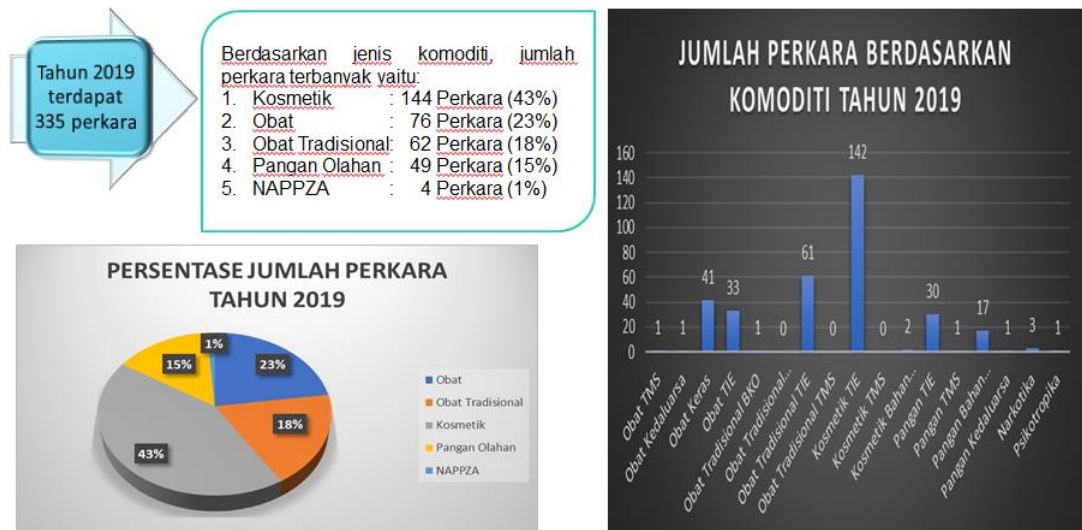 Tahun 2019
terdapat
335 perkara
Berdasarkan jenis komoditi, jumlah
perkara terbanyak yaitu:
1. Kosmetik : 144 Perkara (43%)
2. Obat : 76 Perkara (23%)
3. Obat Tradisional: 62 Perkara (18%)
4. Pangan Olahan : 49 Perkara (15%)
5. NAPPZA : 4 Perkara (1%)
PERSENTASE JUMLAH PERKARA
TAHUN 2019
1%
23%
15%
18%
43%
Obat
Obat Tradisional
Kosmetik
Pangan Olahan
NAPPZA
JUMLAH PERKARA BERDASARKAN
KOMODITI TAHUN 2019
160
140
120
100
80
60
40
20
0
1 1 41 33 1 0 61 0 142 0 2 30 1 17 1 3 1
Obat TMS
Obat Kedaluarsa
Obat Keras
Obat TIE
Obat Tradisional BKO
Obat Tradisional...
Obat Tradisional TIE
Obat Tradisional TMS
Kosmetik TIE
Kosmetik TMS
Kosmetik Bahan...
Pangan TIE
Pangan TMS
Pangan Bahan...
Pangan Kedaluarsa
Narkotika
Psikotropika